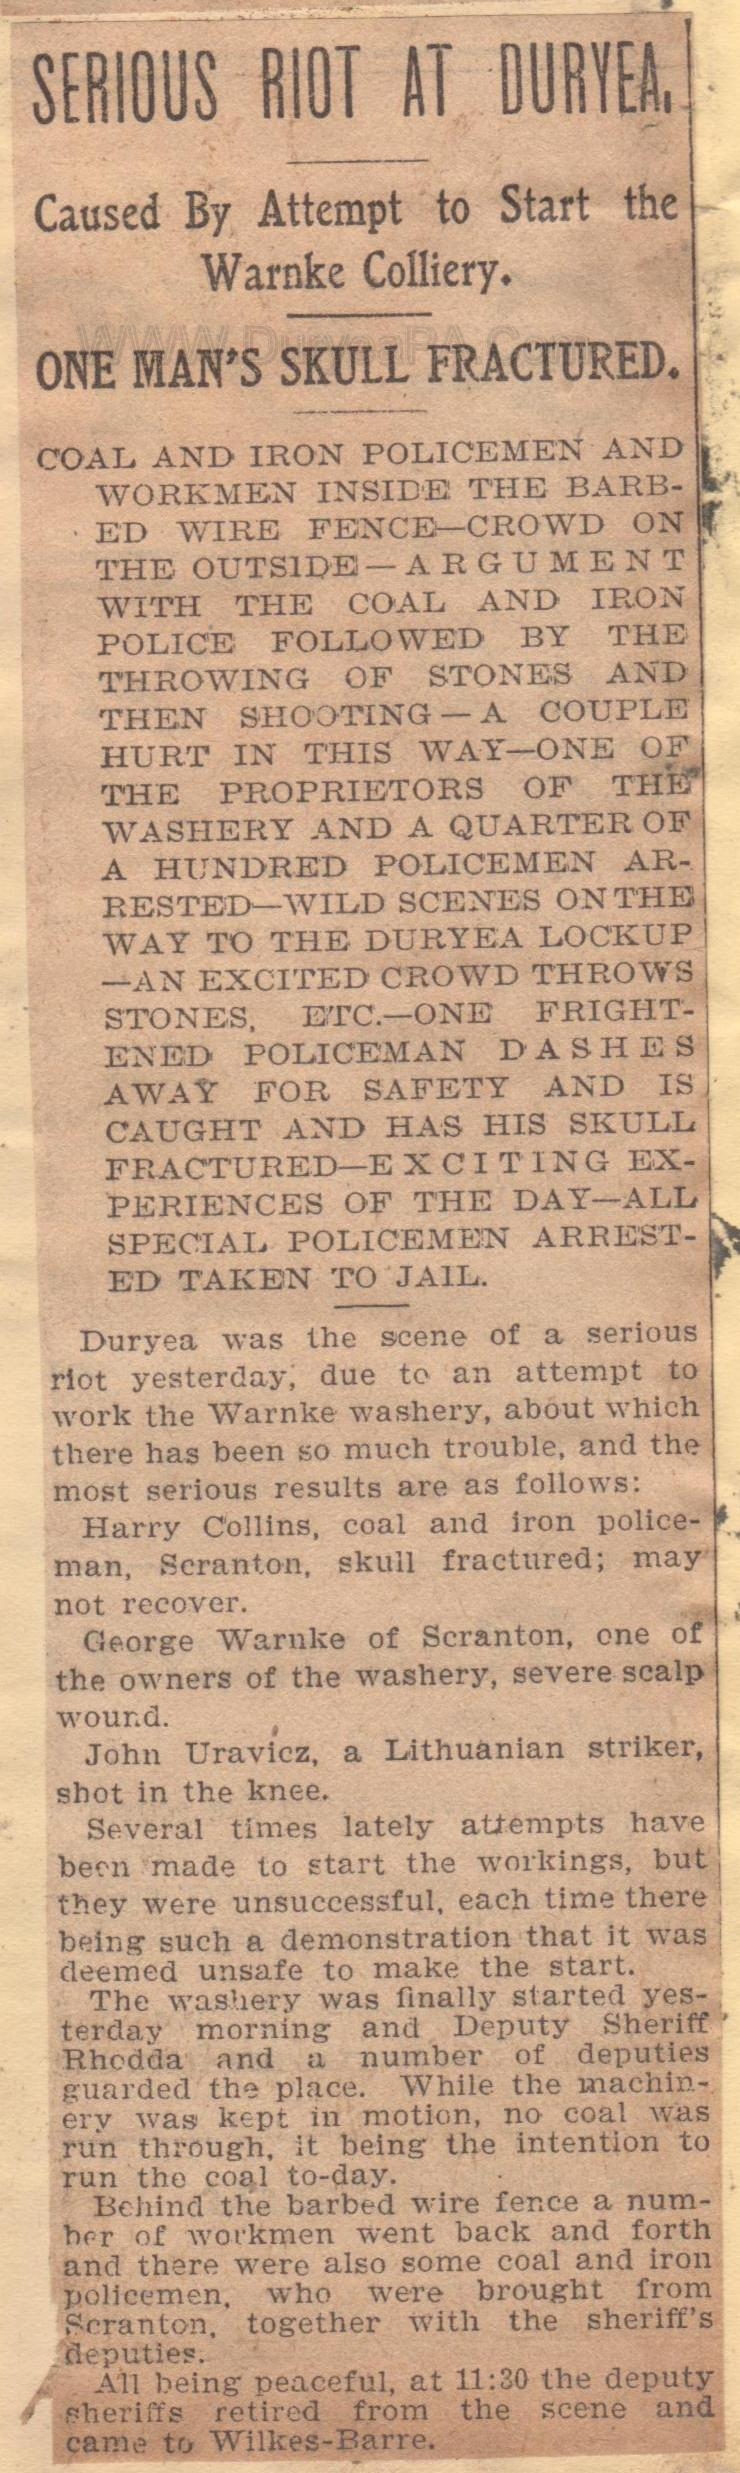 SERIOUS RIOT AT DURYEA.
Caused By Attempt to Start the
Warnke Colliery.
ONE MAN'S SKULL FRACTURED.
COAL AND IRON POLICEMEN AND
WORKMEN INSIDE THE BARB-
ED WIRE FENCE—CROWD ON
THE OUTSIDE—ARGUMENT
WITH THE COAL AND IRON
POLICE FOLLOWED BY THE
THROWING OF STONES AND
THEN SHOOTING—A COUPLE
HURT IN THIS WAY—ONE OF
THE PROPRIETORS OF THE
WASHERY AND A QUARTER OF
A HUNDRED POLICEMEN AR-
RESTED—WILD SCENES ON THE
WAY TO THE DURYEA LOCKUP
—AN EXCITED CROWD THROWS
STONES, ETC.—ONE FRIGHT-
ENED POLICEMAN DASHES
AWAY FOR SAFETY AND IS
CAUGHT AND HAS HIS SKULL
FRACTURED—EXCITING EX-
PERIENCES OF THE DAY—ALL
SPECIAL POLICEMEN ARREST-
ED TAKEN TO JAIL.
Duryea was the scene of a serious
riot yesterday, due to an attempt to
work the Warnke washery, about which
there has been so much trouble, and the
most serious results are as follows:
Harry Collins, coal and iron police-
man, Scranton, skull fractured; may
not recover.
George Warnke of Scranton, one of
the owners of the washery, severe scalp
wound.
John Uravicz, a Lithuanian striker,
shot in the knee.
Several times lately attempts have
been made to start the workings, but
they were unsuccessful, each time there
being such a demonstration that it was
deemed unsafe to make the start.
The washery was finally started yes-
terday morning and Deputy Sheriff
Rhodda and a number of deputies
guarded the place. While the machin-
ery was kept in motion, no coal was
run through, it being the intention to
run the coal to-day.
Behind the barbed wire fence a num-
ber of workmen went back and forth
and there were also some coal and iron
policemen, who were brought from
Scranton, together with the sheriff's
deputies.
All being peaceful, at 11:30 the deputy
sheriffs retired from the scene and
came to Wilkes-Barre.